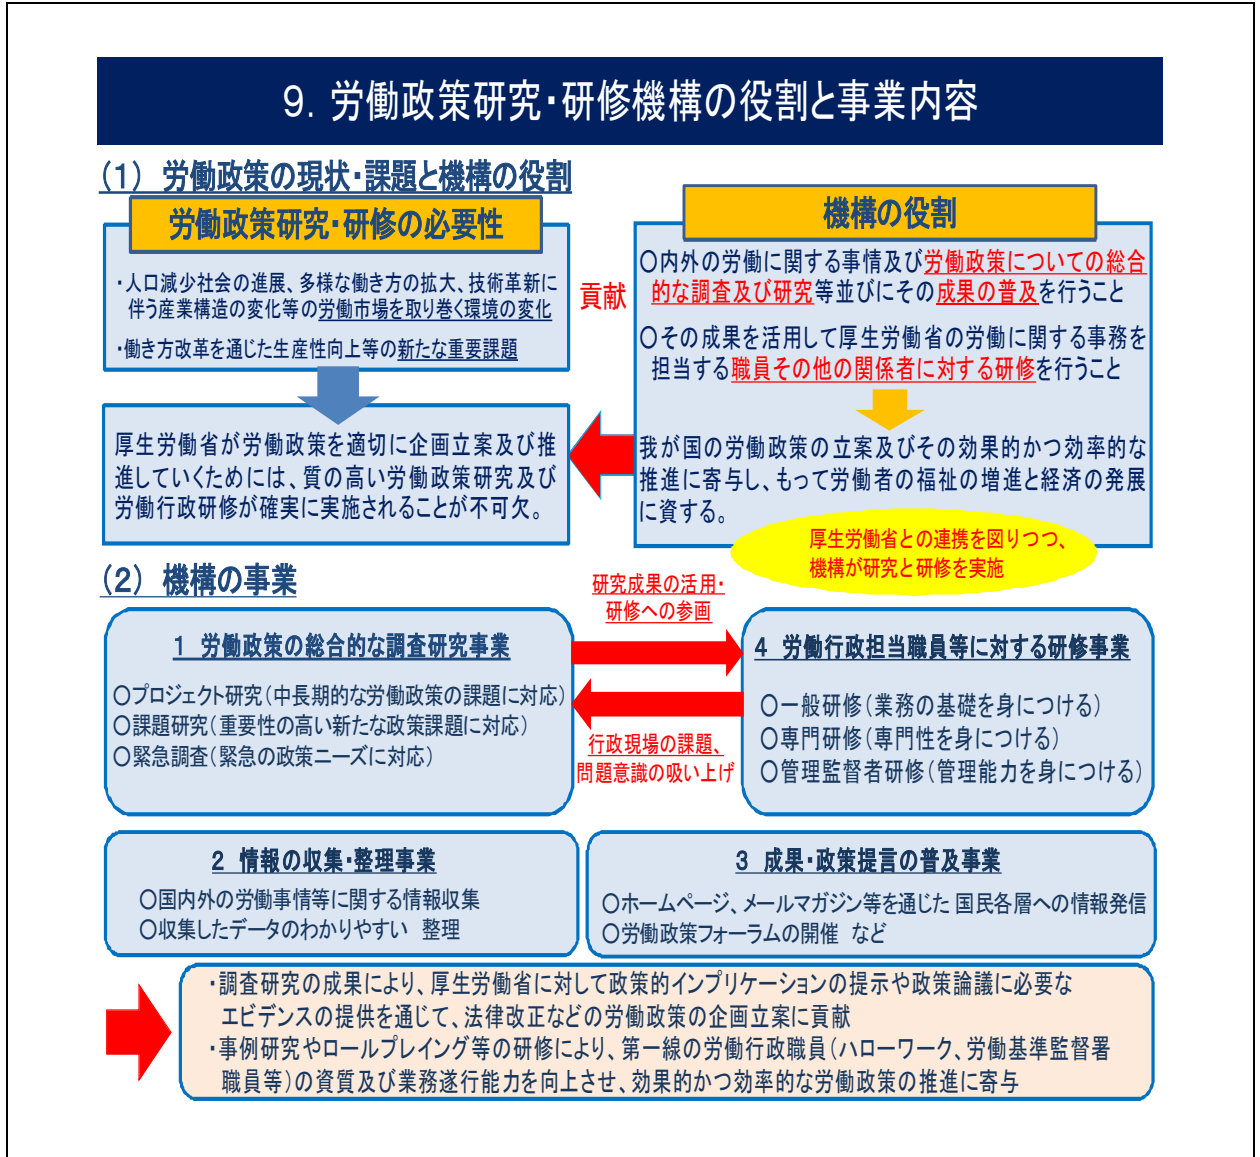 9．労働政策研究・研修機構の役割と事業内容
（1） 労働政策の現状・課題と機構の役割
労働政策研究・研修の必要性
・人口減少社会の進展、多様な働き方の拡大、技術革新に
伴う産業構造の変化等の労働市場を取り巻く環境の変化
・働き方改革を通じた生産性向上等の新たな重要課題
厚生労働省が労働政策を適切に企画立案及び推
進していくためには、質の高い労働政策研究及び
労働行政研修が確実に実施されることが不可欠。
貢献
機構の役割
○内外の労働に関する事情及び労働政策についての総合
的な調査及び研究等並びにその成果の普及を行うこと
○その成果を活用して厚生労働省の労働に関する事務を
担当する職員その他の関係者に対する研修を行うこと
我が国の労働政策の立案及びその効果的かつ効率的な
推進に寄与し、もって労働者の福祉の増進と経済の発展
に資する。
厚生労働省との連携を図りつつ、
機構が研究と研修を実施
（2） 機構の事業
1 労働政策の総合的な調査研究事業
○プロジェクト研究（中長期的な労働政策の課題に対応）
○課題研究（重要性の高い新たな政策課題に対応）
○緊急調査（緊急の政策ニーズに対応）
研究成果の活用・
研修への参画
行政現場の課題、
問題意識の吸い上げ
4 労働行政担当職員等に対する研修事業
○一般研修（業務の基礎を身につける）
○専門研修（専門性を身につける）
○管理監督者研修（管理能力を身につける）
2 情報の収集・整理事業
○国内外の労働事情等に関する情報収集
○収集したデータのわかりやすい 整理
3 成果・政策提言の普及事業
○ホームページ、メールマガジン等を通じた 国民各層への情報発信
○労働政策フォーラムの開催 など
・調査研究の成果により、厚生労働省に対して政策的インプリケーションの提示や政策論議に必要な
エビデンスの提供を通じて、法律改正などの労働政策の企画立案に貢献
・事例研究やロールプレイング等の研修により、第一線の労働行政職員（ハローワーク、労働基準監督署
職員等）の資質及び業務遂行能力を向上させ、効果的かつ効率的な労働政策の推進に寄与